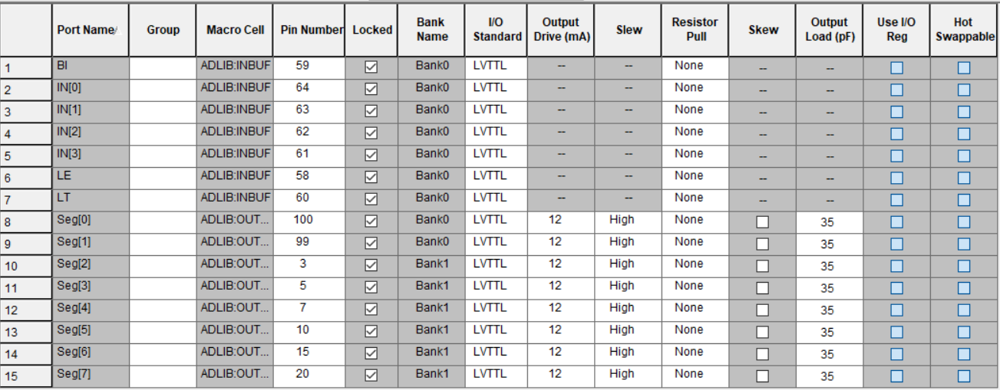 Port Name Group Macro Cell Pin Number Locked Bank Name I/O Standard Output Drive (mA) Slew Resistor Pull Skew Output Load (pF) Use I/O Reg Hot Swappable
1 BI ADLIB:INBUF 59 Bank0 LVTTL -- -- None -- --
2 IN[0] ADLIB:INBUF 64 Bank0 LVTTL -- -- None -- --
3 IN[1] ADLIB:INBUF 63 Bank0 LVTTL -- -- None -- --
4 IN[2] ADLIB:INBUF 62 Bank0 LVTTL -- -- None -- --
5 IN[3] ADLIB:INBUF 61 Bank0 LVTTL -- -- None -- --
6 LE ADLIB:INBUF 58 Bank0 LVTTL -- -- None -- --
7 LT ADLIB:INBUF 60 Bank0 LVTTL -- -- None -- --
8 Seg[0] ADLIB:OUT... 100 Bank0 LVTTL 12 High None 35
9 Seg[1] ADLIB:OUT... 99 Bank0 LVTTL 12 High None 35
10 Seg[2] ADLIB:OUT... 3 Bank1 LVTTL 12 High None 35
11 Seg[3] ADLIB:OUT... 5 Bank1 LVTTL 12 High None 35
12 Seg[4] ADLIB:OUT... 7 Bank1 LVTTL 12 High None 35
13 Seg[5] ADLIB:OUT... 10 Bank1 LVTTL 12 High None 35
14 Seg[6] ADLIB:OUT... 15 Bank1 LVTTL 12 High None 35
15 Seg[7] ADLIB:OUT... 20 Bank1 LVTTL 12 High None 35